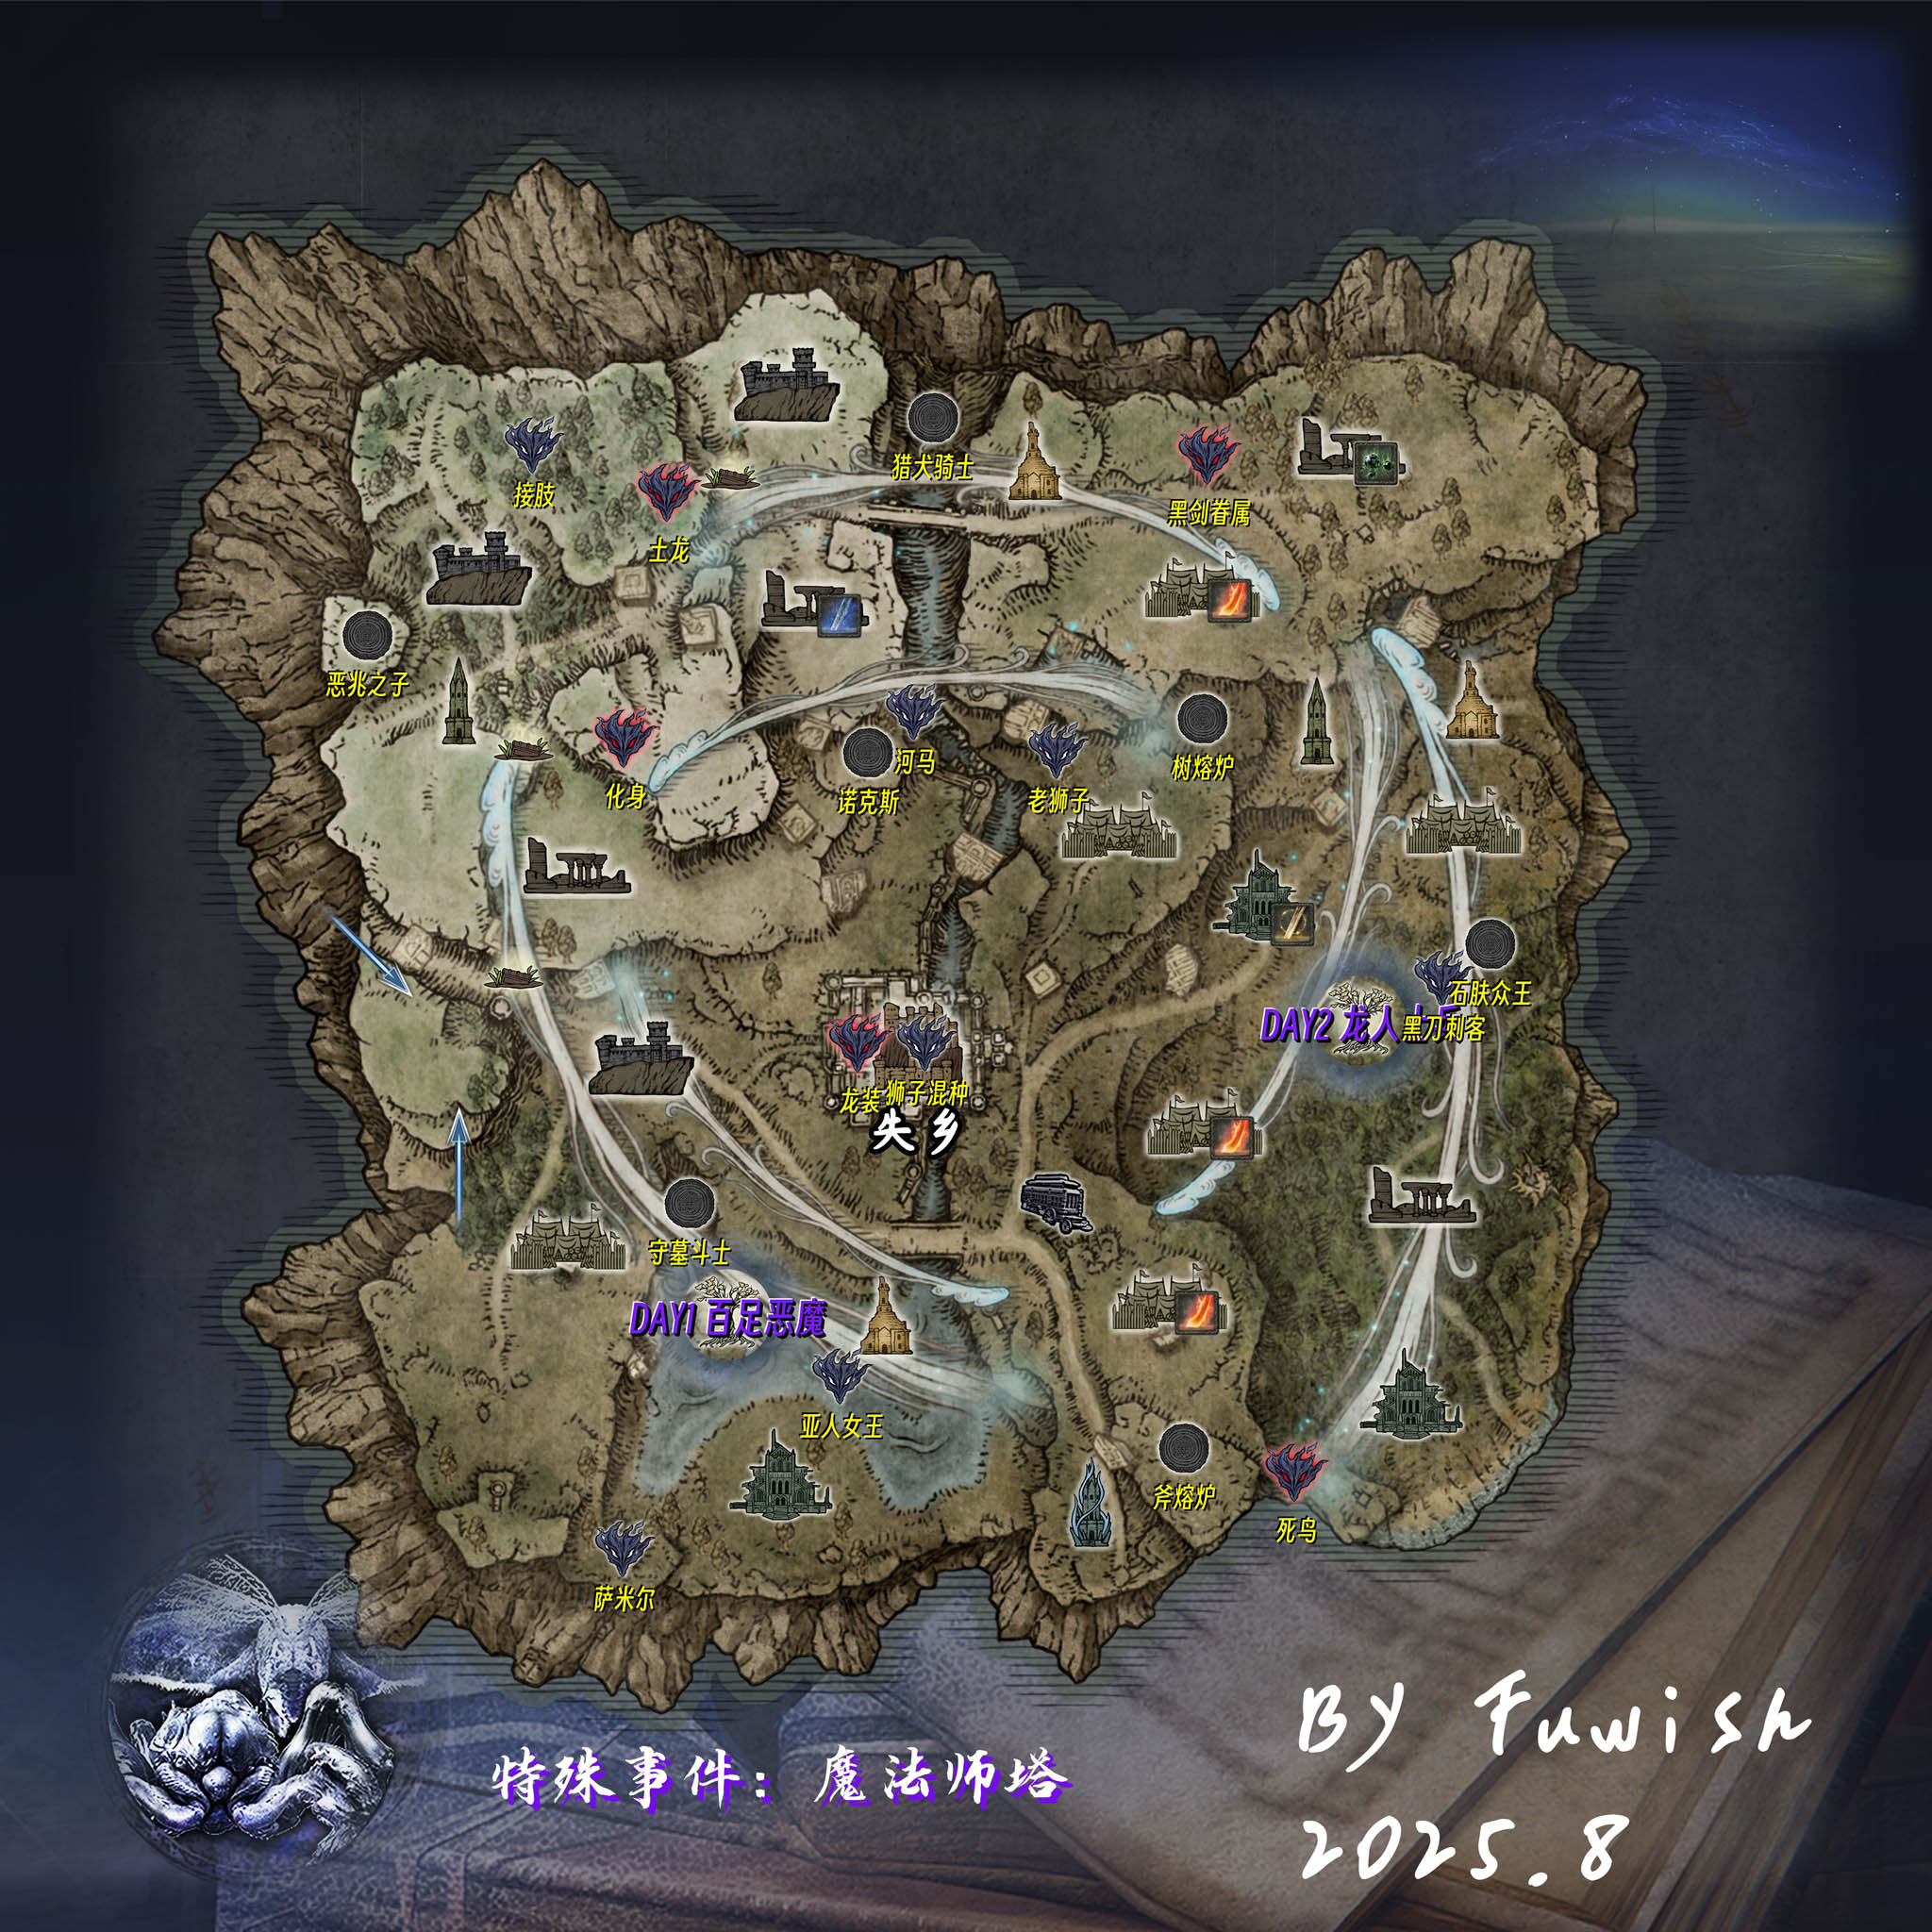 猎犬骑士
接肢
黑剑眷属
土龙
恶兆之子
河马
树熔炉
化身
诺克斯
老狮子
石肤众王
DAY2 龙人
黑刀刺客
龙装
狮子混种
失乡
守墓斗士
DAY1 百足恶魔
亚人女王
斧熔炉
死鸟
萨米尔
BY Fuwish
特殊事件：魔法师塔
2025.8